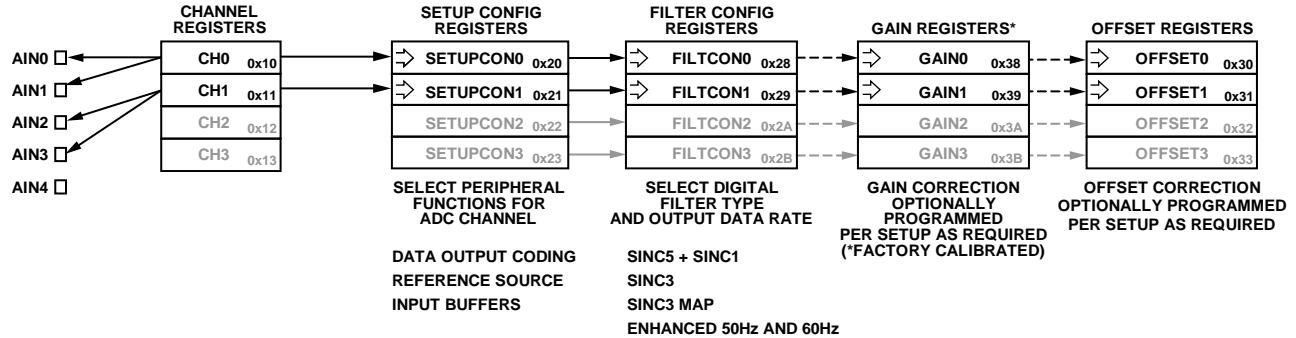 CHANNEL
REGISTERS
SETUP CONFIG
REGISTERS
FILTER CONFIG
REGISTERS
GAIN REGISTERS*
OFFSET REGISTERS
AIN0
CH0 0x10
SETUPCON0 0x20
FILTCON0 0x28
GAIN0 0x38
OFFSET0 0x30
AIN1
CH1 0x11
SETUPCON1 0x21
FILTCON1 0x29
GAIN1 0x39
OFFSET1 0x31
AIN2
CH2 0x12
SETUPCON2 0x22
FILTCON2 0x2A
GAIN2 0x3A
OFFSET2 0x32
AIN3
CH3 0x13
SETUPCON3 0x23
FILTCON3 0x2B
GAIN3 0x3B
OFFSET3 0x33
AIN4
SELECT PERIPHERAL
FUNCTIONS FOR
ADC CHANNEL
SELECT DIGITAL
FILTER TYPE
AND OUTPUT DATA RATE
GAIN CORRECTION
OPTIONALLY
PROGRAMMED
PER SETUP AS REQUIRED
(*FACTORY CALIBRATED)
OFFSET CORRECTION
OPTIONALLY PROGRAMMED
PER SETUP AS REQUIRED
DATA OUTPUT CODING
REFERENCE SOURCE
INPUT BUFFERS
SINC5 + SINC1
SINC3
SINC3 MAP
ENHANCED 50Hz AND 60Hz